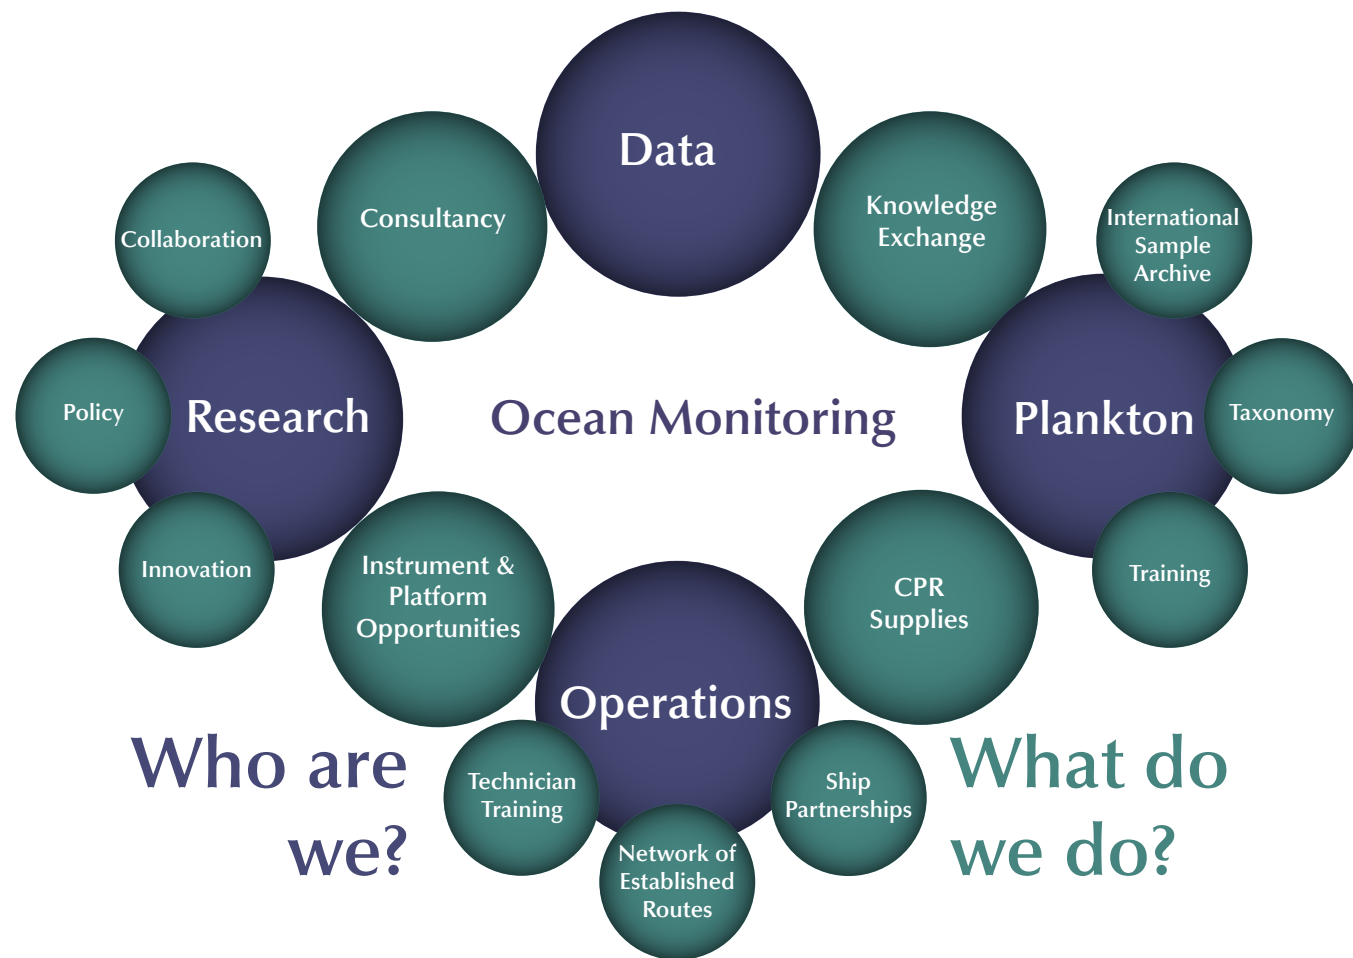 Data
Consultancy
Knowledge
Exchange
Collaboration
International
Sample
Archive
Policy
Research
Ocean Monitoring
Plankton
Taxonomy
Innovation
Instrument &
Platform
Opportunities
CPR
Supplies
Training
Operations
Who are
we?
Technician
Training
Network of
Established
Routes
Ship
Partnerships
What do
we do?